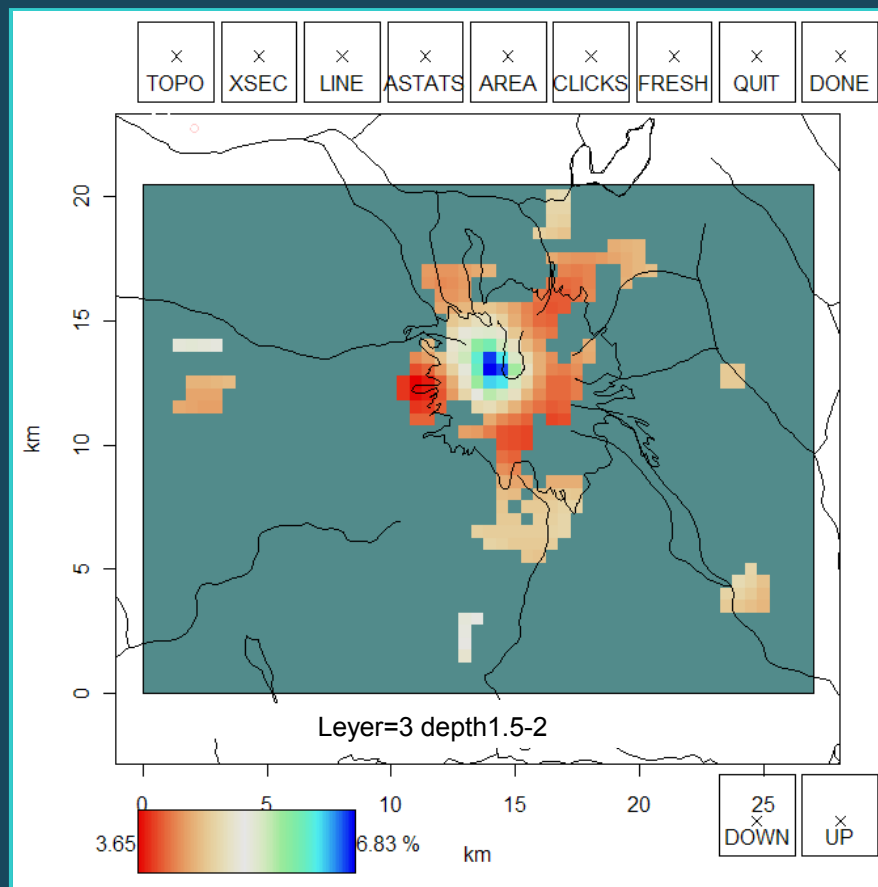 TOPO XSEC LINE ASTATS AREA CLICKS FRESH QUIT DONE
20
15
10
5
0
km
Leyer=3 depth1.5-2
0 5 10 15 20 25
3.65 6.83 %
km
DOWN UP